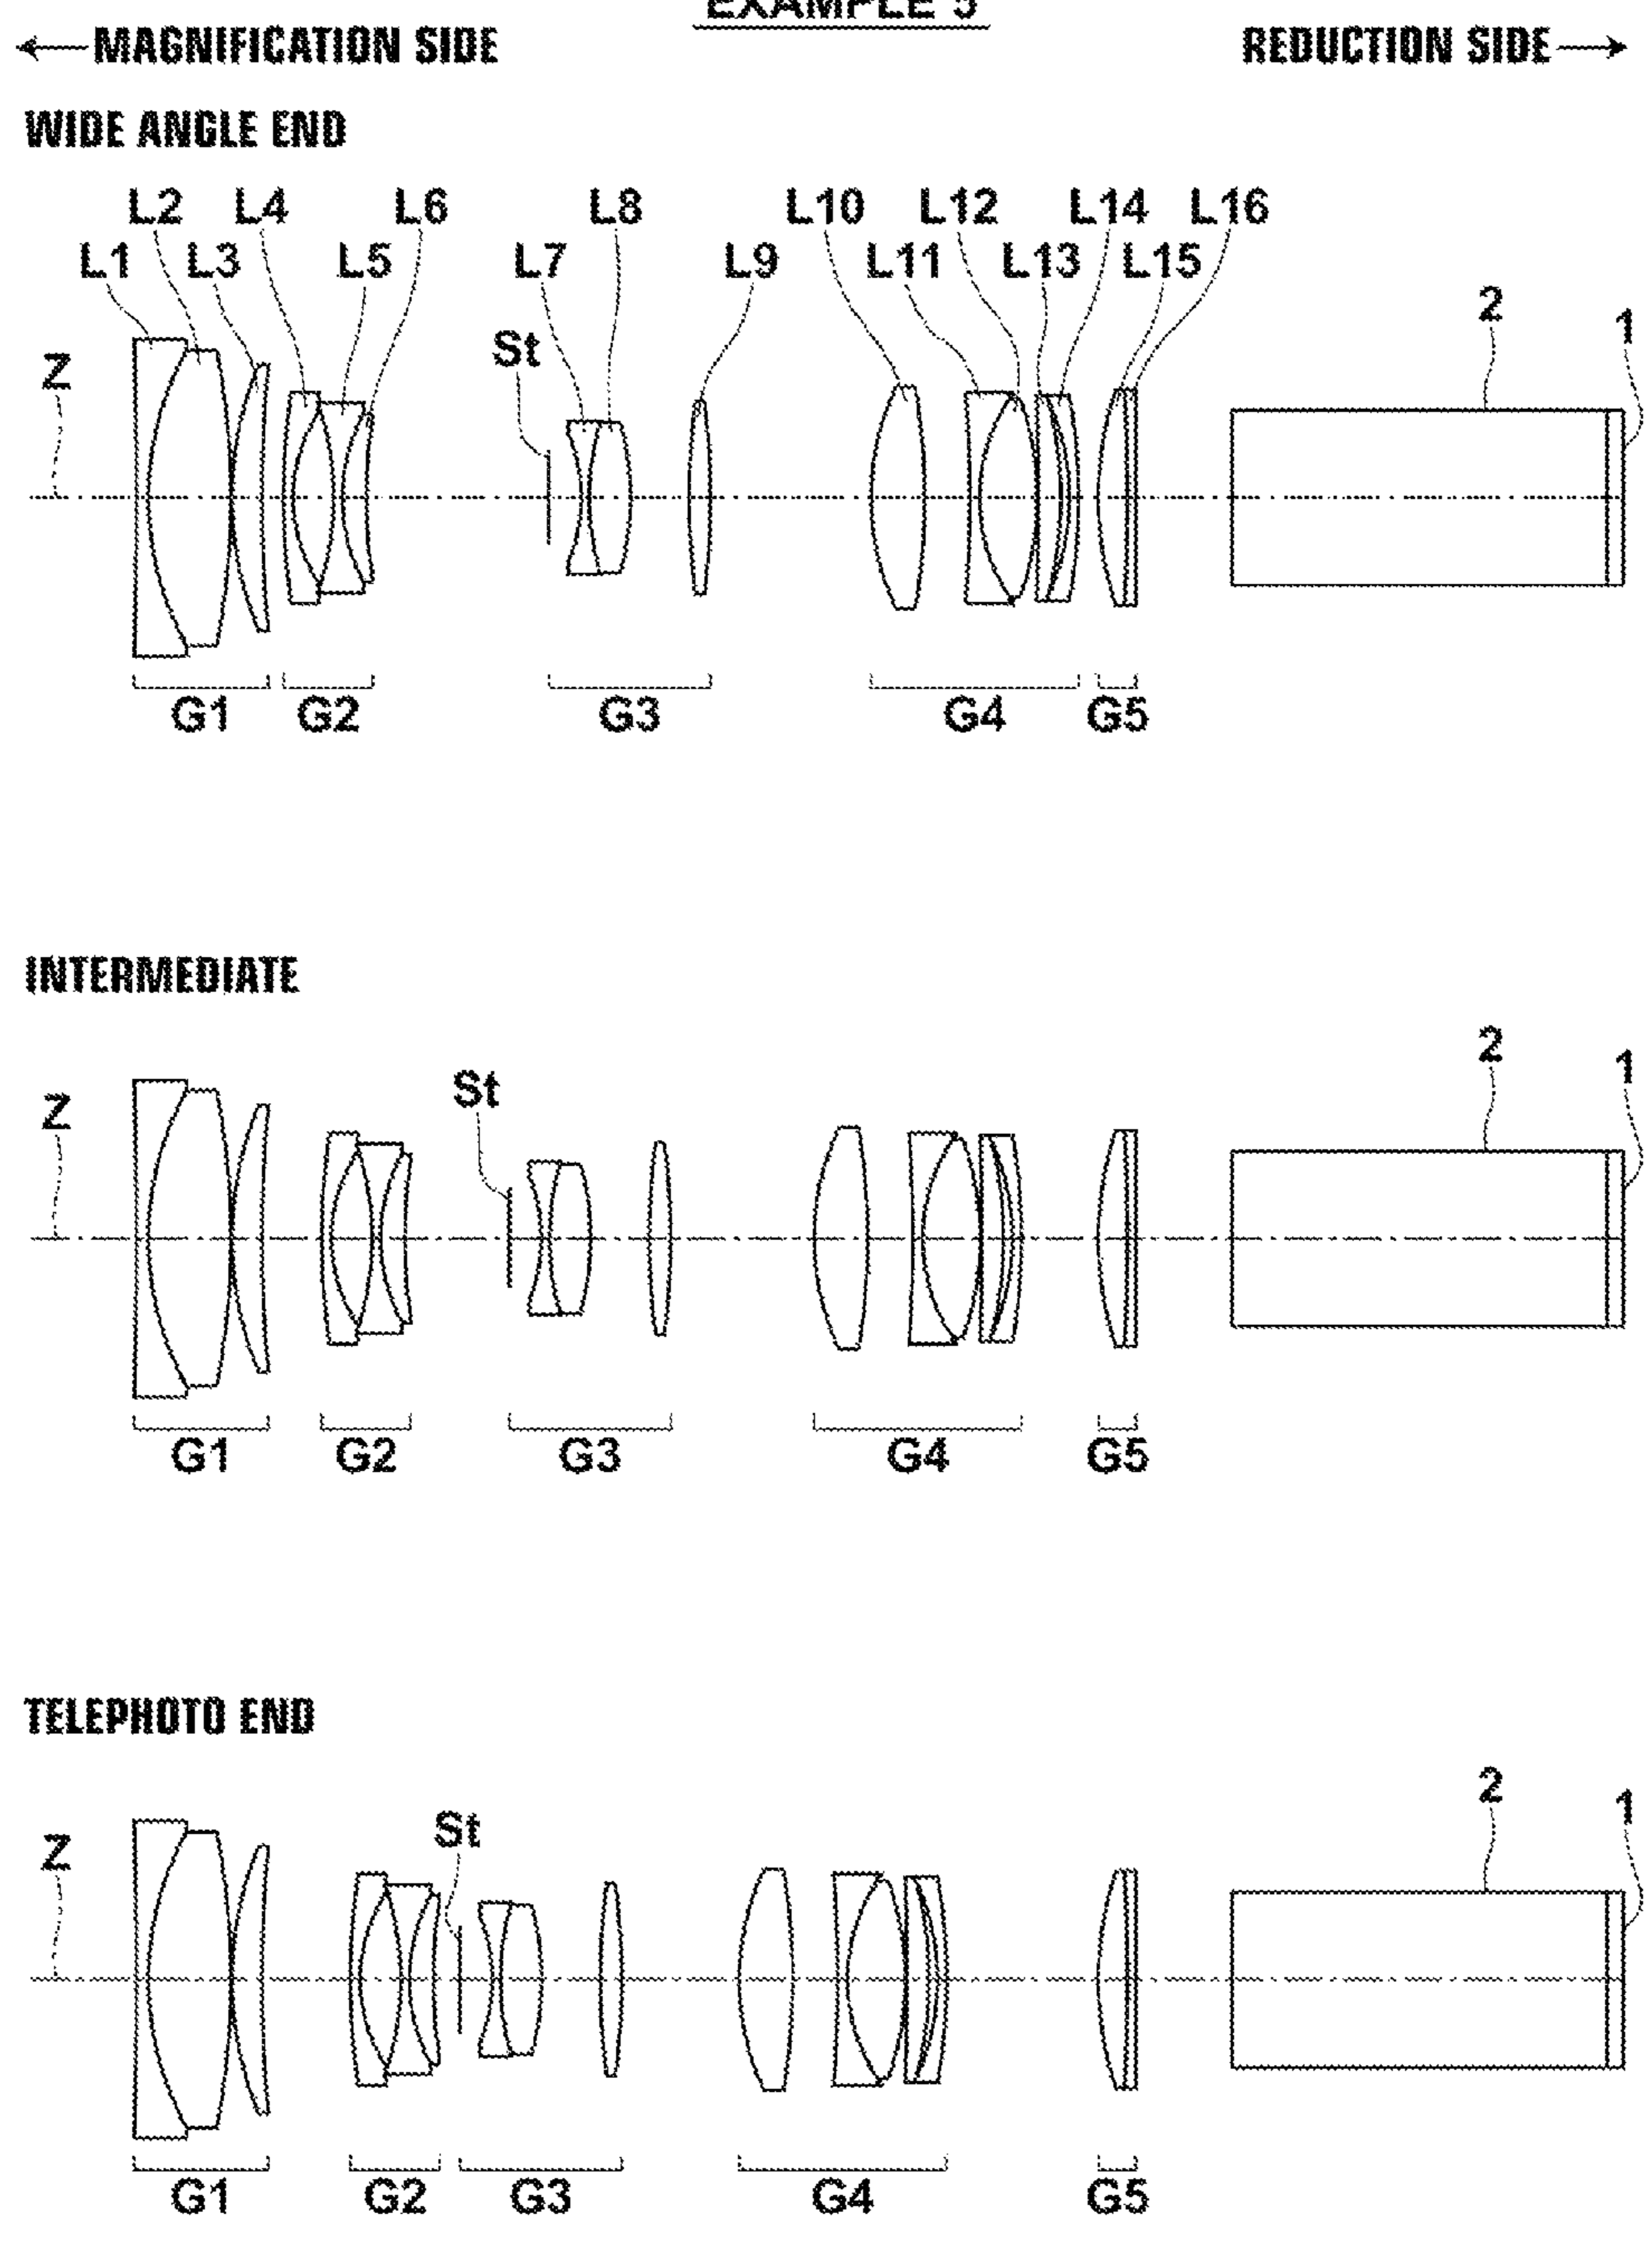 EXAMPLE 5
MAGNIFICATION SIDE REDUCTION SIDE
WIDE ANGLE END
L2 L4 L6 L8 L10 L12 L14 L16
L1 L3 L5 L7 L9 L11 L13 L15
2
1
St
Z
G1 G2 G3 G4 G5
INTERMEDIATE
2
1
St
Z
G1 G2 G3 G4 G5
TELEPHOTO END
2
1
St
Z
G1 G2 G3 G4 G5